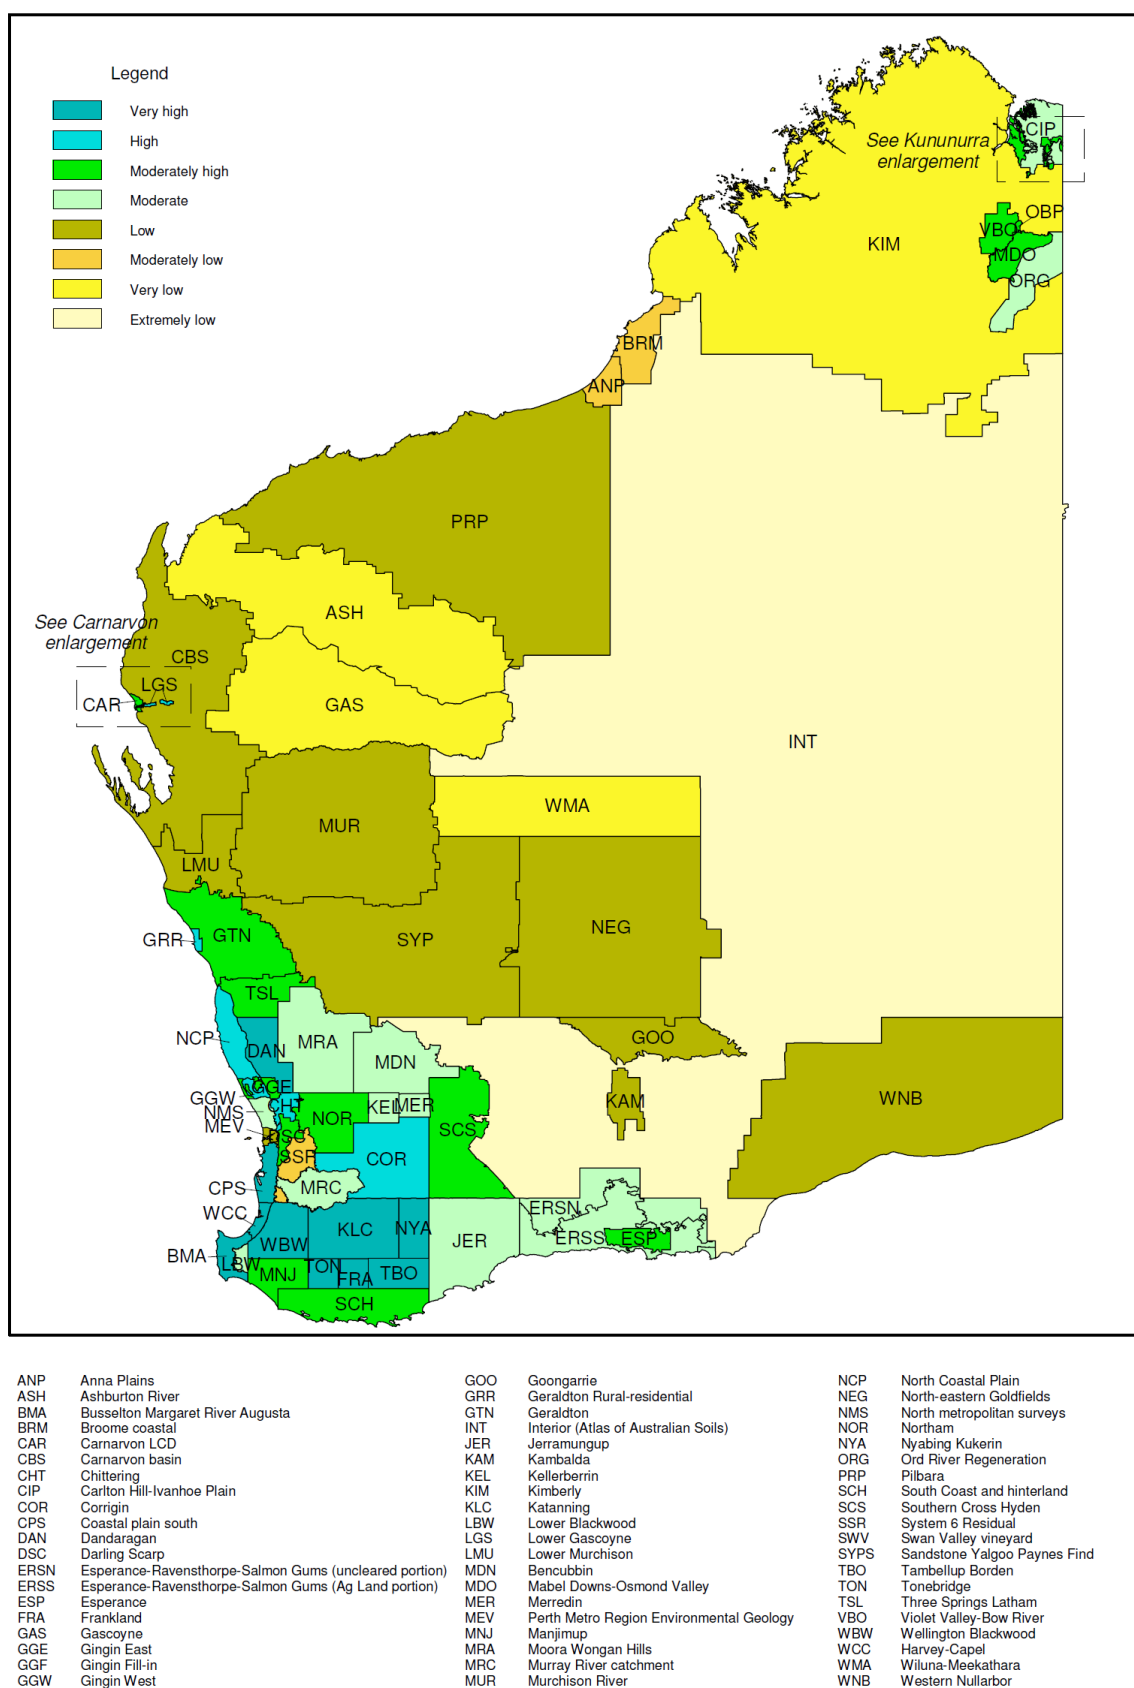 Legend
Very high
High
Moderately high
Moderate
Low
Moderately low
Very low
Extremely low
See Kununurra
enlargement
CIP
OBP
VBO
MDO
ORG
KIM
BRM
ANP
PRP
ASH
See Carnarvon
enlargement
CBS
LGS
CAR
GAS
INT
WMA
MUR
LMU
NEG
SYP
GTN
GRR
TSL
NCP
DAN
MRA
MDN
GOO
GGE
GGW
CHT
NMS
NOR
KEL
MER
KAM
WNB
MEV
DSC
SCS
SSR
COR
CPS
MRC
WCC
ERSN
KLC
NYA
JER
ERSS
ESP
WBW
BMA
LBW
MNJ
TON
FRA
TBO
SCH
ANP Anna Plains
ASH Ashburton River
BMA Busselton Margaret River Augusta
BRM Broome coastal
CAR Carnarvon LCD
CBS Carnarvon basin
CHT Chittering
CIP Carlton Hill-Ivanhoe Plain
COR Corrigin
CPS Coastal plain south
DAN Dandaragan
DSC Darling Scarp
ERSN Esperance-Ravensthorpe-Salmon Gums (uncleared portion)
ERSS Esperance-Ravensthorpe-Salmon Gums (Ag Land portion)
ESP Esperance
FRA Frankland
GAS Gascoyne
GGE Gingin East
GGF Gingin Fill-in
GGW Gingin West
GOO Goongarrie
GRR Geraldton Rural-residential
GTN Geraldton
INT Interior (Atlas of Australian Soils)
JER Jerramungup
KAM Kambalda
KEL Kellerberrin
KIM Kimberly
KLC Katanning
LBW Lower Blackwood
LGS Lower Gascoyne
LMU Lower Murchison
MDN Bencubbin
MDO Mabel Downs-Osmond Valley
MER Merredin
MEV Perth Metro Region Environmental Geology
MNJ Manjimup
MRA Moora Wongan Hills
MRC Murray River catchment
MUR Murchison River
NCP North Coastal Plain
NEG North-eastern Goldfields
NMS North metropolitan surveys
NOR Northam
NYA Nyabing Kukerin
ORG Ord River Regeneration
PRP Pilbara
SCH South Coast and hinterland
SCS Southern Cross Hyden
SSR System 6 Residual
SWV Swan Valley vineyard
SYPS Sandstone Yalgoo Paynes Find
TBO Tambellup Borden
TON Tonebridge
TSL Three Springs Latham
VBO Violet Valley-Bow River
WBW Wellington Blackwood
WCC Harvey-Capel
WMA Wiluna-Meekathara
WNB Western Nullarbor